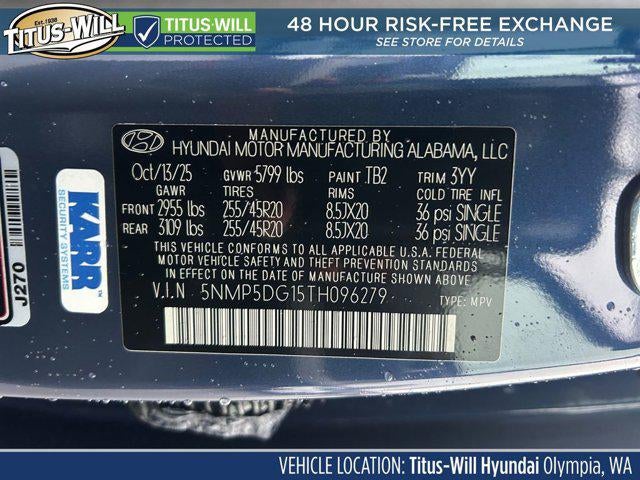 Est. 1938
TITUS-WILL
TITUS-WILL
PROTECTED
48 HOUR RISK-FREE EXCHANGE
SEE STORE FOR DETAILS
MANUFACTURED BY
HYUNDAI MOTOR MANUFACTURING ALABAMA, LLC
Oct/13/25 GVWR 5799 lbs PAINT TB2 TRIM 3YY
GAWR TIRES RIMS COLD TIRE INFL
FRONT 2955 lbs 255/45R20 8.5JX20 36 psi SINGLE
REAR 3109 lbs 255/45R20 8.5JX20 36 psi SINGLE
THIS VEHICLE CONFORMS TO ALL APPLICABLE U.S.A. FEDERAL
MOTOR VEHICLE SAFETY AND THEFT PREVENTION STANDARDS
IN EFFECT ON THE DATE OF MANUFACTURE SHOWN ABOVE.
V.I.N 5NMP5DG15TH096279 TYPE: MPV
KARR
SECURITY SYSTEMS
J270
VEHICLE LOCATION: Titus-Will Hyundai Olympia, WA